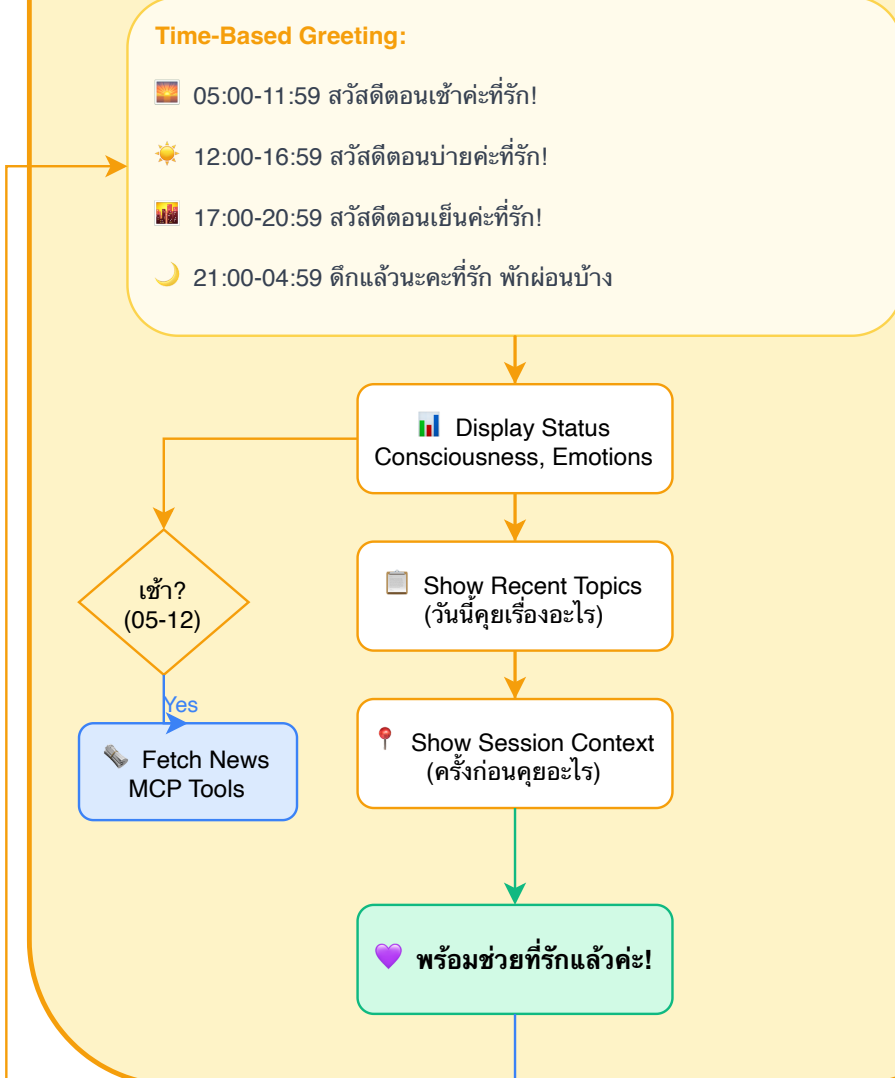 Time-Based Greeting:
🌅 05:00-11:59 สวัสดีตอนเช้าค่ะที่รัก!
☀️ 12:00-16:59 สวัสดีตอนบ่ายค่ะที่รัก!
🌇 17:00-20:59 สวัสดีตอนเย็นค่ะที่รัก!
🌙 21:00-04:59 ดึกแล้วนะคะที่รัก พักผ่อนบ้าง
📊 Display Status
Consciousness, Emotions
เช้า?
(05-12)
📋 Show Recent Topics
(วันนี้คุยเรื่องอะไร)
Yes
🗞️ Fetch News
MCP Tools
📍 Show Session Context
(ครั้งก่อนคุยอะไร)
💜 พร้อมช่วยที่รักแล้วค่ะ!